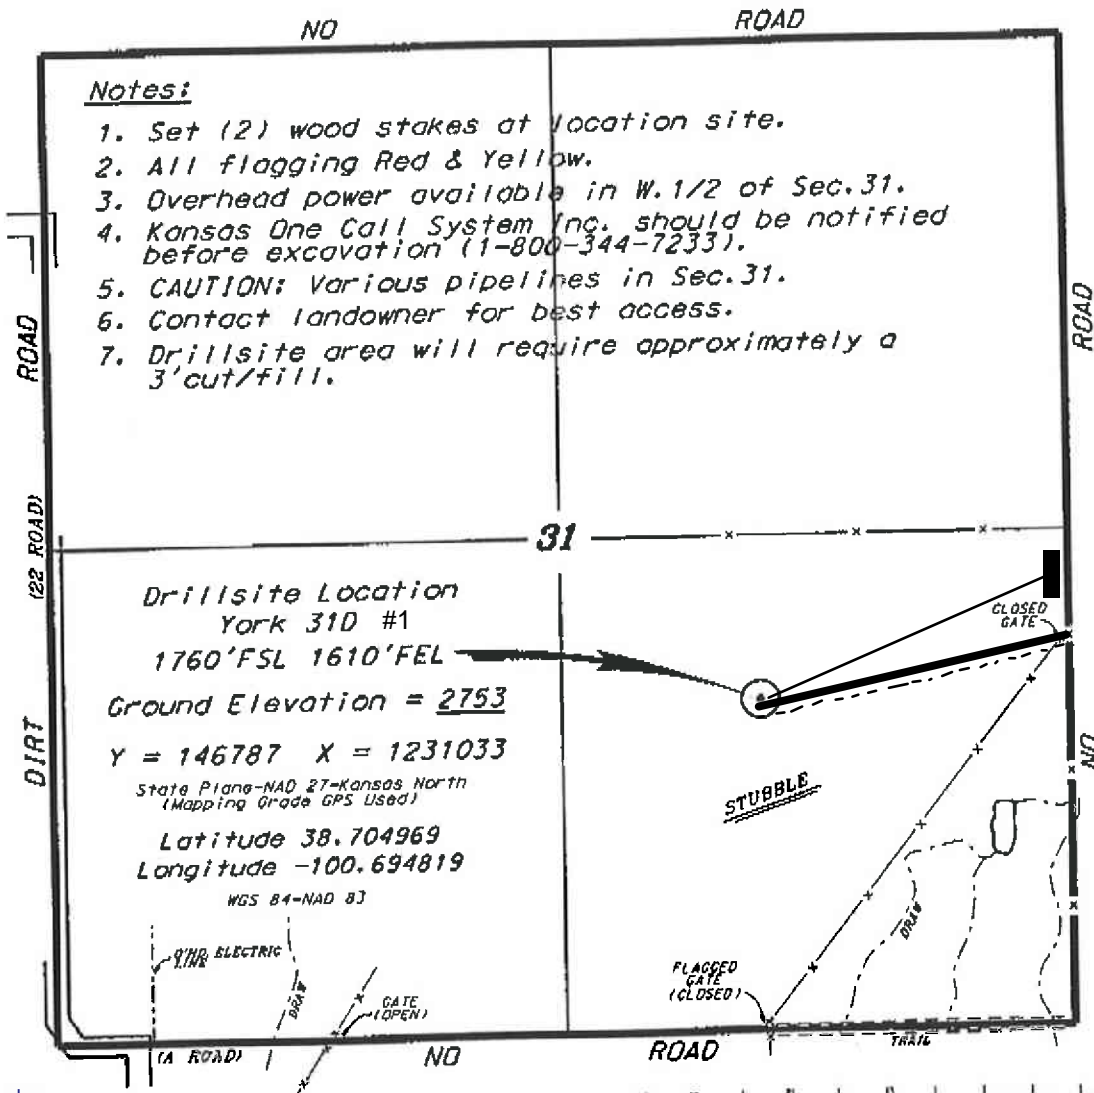 NO ROAD
Notes:
1. Set (2) wood stakes at location site.
2. All flagging Red & Yellow.
3. Overhead power available in W.1/2 of Sec.31.
4. Kansas One Call System Inc. should be notified
before excavation (1-800-344-7233).
5. CAUTION: Various pipelines in Sec.31.
6. Contact landowner for best access.
7. Drillsite area will require approximately a
3'cut/fill.
ROAD
ROAD
(22 ROAD)
31
Drillsite Location
York 31D #1
1760'FSL 1610'FEL
Ground Elevation = 2753
Y = 146787 X = 1231033
State Plane-NAD 27-Kansas North
(Mapping Grade GPS Used)
Latitude 38.704969
Longitude -100.694819
WGS 84-NAD 83
CLOSED
GATE
DIRT
NO
STUBBLE
DRAW
O'HD ELECTRIC
LINE
DRAW
GATE
(OPEN)
FLAGGED
GATE
(CLOSED)
TRAIL
(A ROAD)
NO ROAD